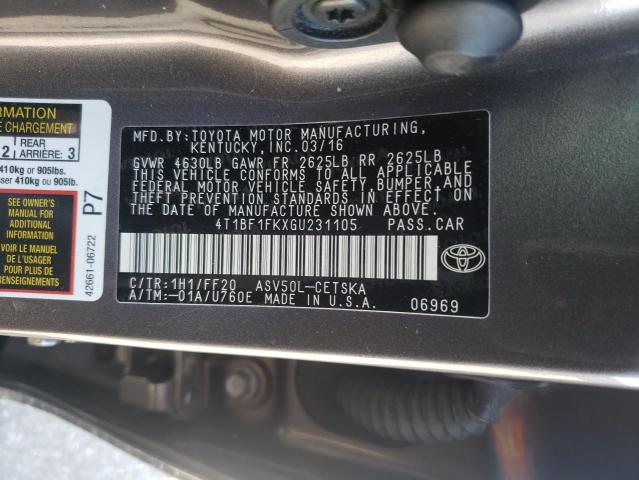 RMATION
E CHARGEMENT
2 REAR ARRIÈRE: 3
410kg or 905lbs.
ser 410kg ou 905lb.
SEE OWNER'S
MANUAL FOR
ADDITIONAL
INFORMATION
VOIR LE MANUEL
DE
POUR PLUS DE
P7
42661-06722
MFD.BY:TOYOTA MOTOR MANUFACTURING,
KENTUCKY, INC.03/16
GVWR 4630LB GAWR FR 2625LB RR 2625LB
THIS VEHICLE CONFORMS TO ALL APPLICABLE
FEDERAL MOTOR VEHICLE SAFETY,BUMPER,AND
THEFT PREVENTION STANDARDS IN EFFECT ON
THE DATE OF MANUFACTURE SHOWN ABOVE.
4T1BF1FKXGU231105 PASS.CAR
C/TR:1H1/FF20 ASV50L-CETSKA
A/TM:-01A/U760E MADE IN U.S.A. 06969